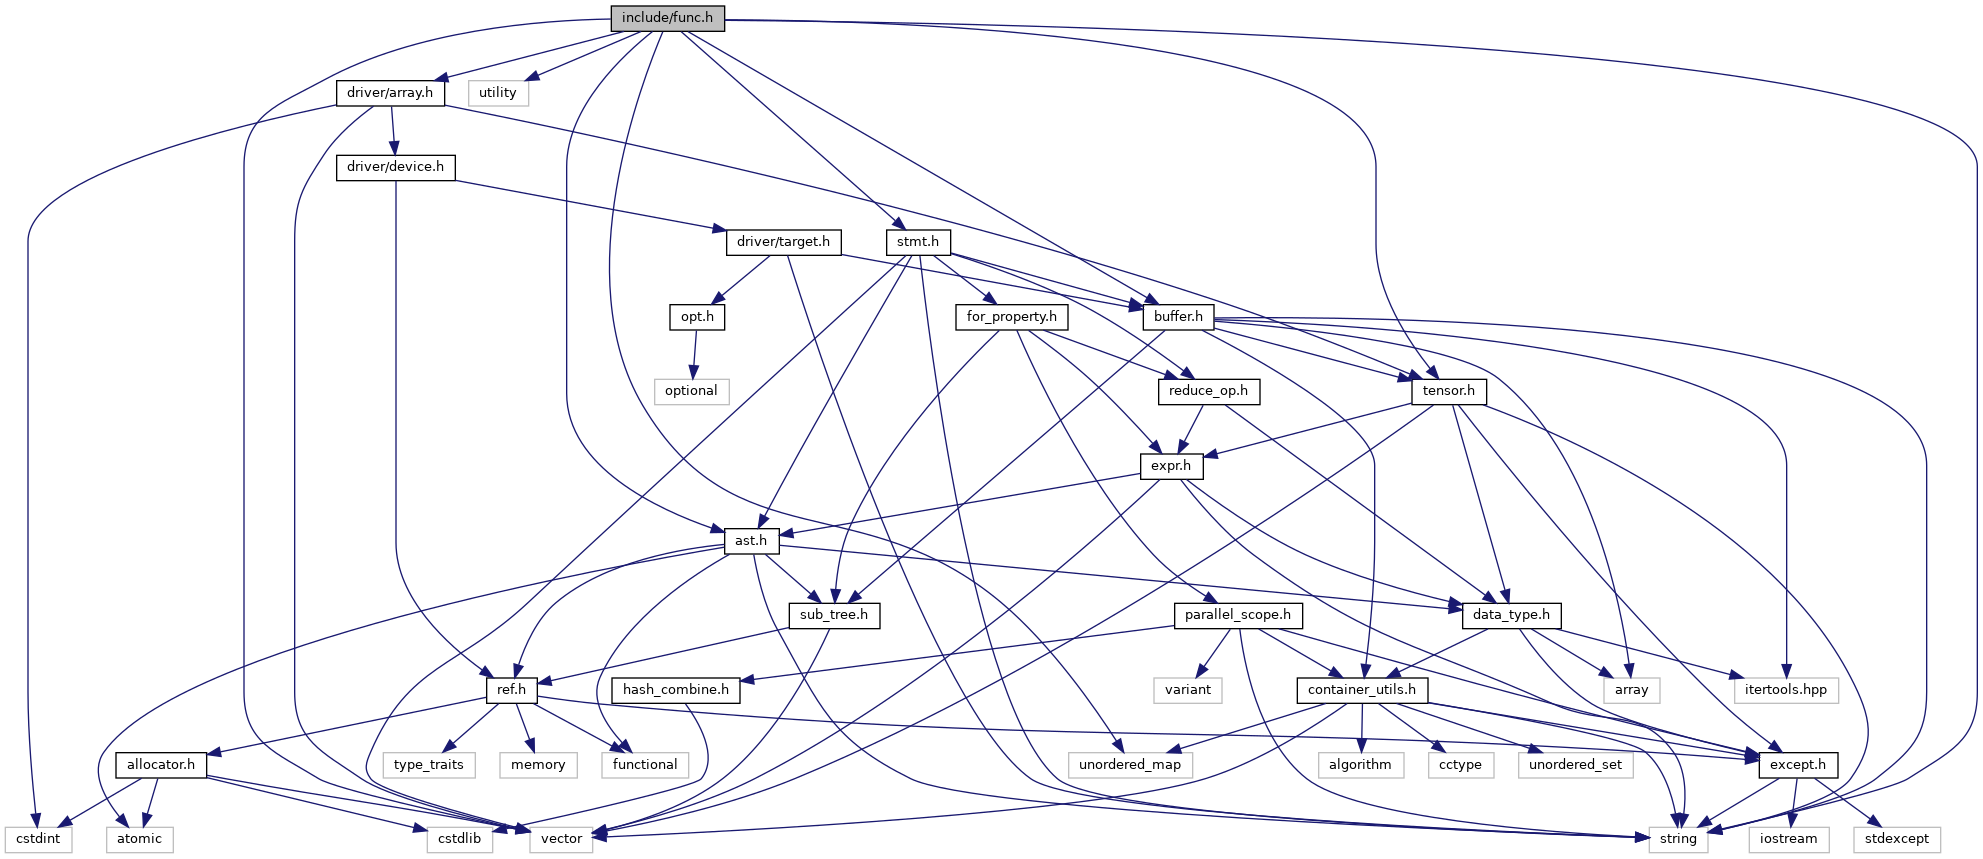 include/func.h
driver/array.h
utility
driver/device.h
driver/target.h
stmt.h
opt.h
for_property.h
buffer.h
optional
reduce_op.h
tensor.h
expr.h
ast.h
sub_tree.h
parallel_scope.h
data_type.h
ref.h
hash_combine.h
variant
container_utils.h
array
itertools.hpp
allocator.h
type_traits
memory
functional
unordered_map
algorithm
cctype
unordered_set
except.h
cstdint
atomic
cstdlib
vector
string
iostream
stdexcept